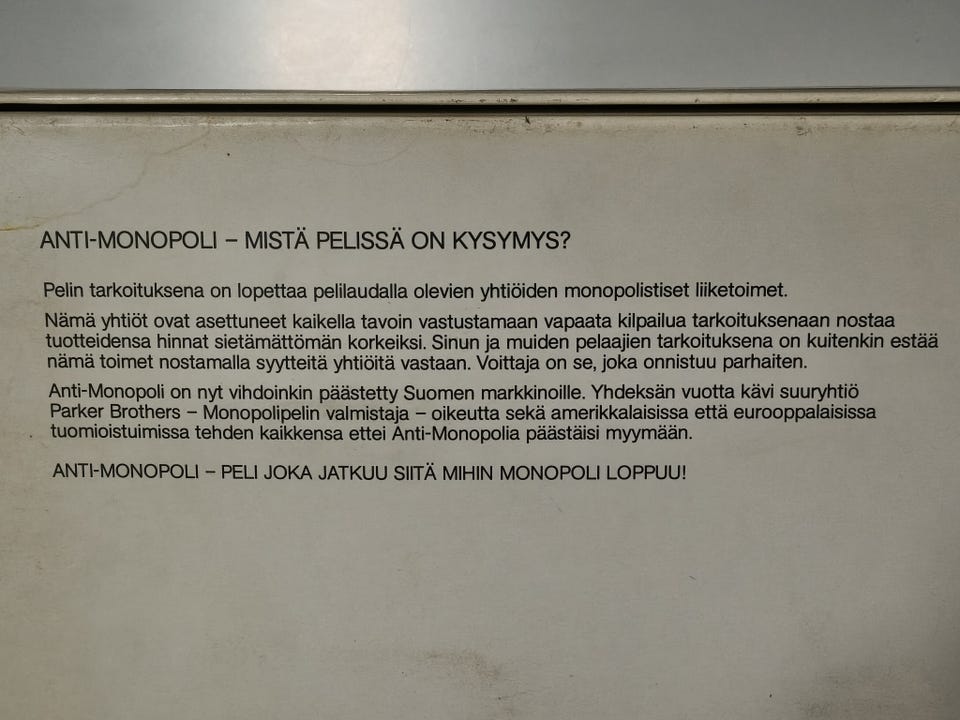 ANTI-MONOPOLI – MISTÄ PELISSÄ ON KYSYMYS?
Pelin tarkoituksena on lopettaa pelilaudalla olevien yhtiöiden monopolistiset liiketoimet.
Nämä yhtiöt ovat asettuneet kaikella tavoin vastustamaan vapaata kilpailua tarkoituksenaan nostaa
tuotteidensa hinnat sietämättömän korkeiksi. Sinun ja muiden pelaajien tarkoituksena on kuitenkin estää
nämä toimet nostamalla syytteitä yhtiöitä vastaan. Voittaja on se, joka onnistuu parhaiten.
Anti-Monopoli on nyt vihdoinkin päästetty Suomen markkinoille. Yhdeksän vuotta kävi suuryhtiö
Parker Brothers – Monopolipelin valmistaja – oikeutta sekä amerikkalaisissa että eurooppalaisissa
tuomioistuimissa tehden kaikkensa ettei Anti-Monopolia päästäisi myymään.
ANTI-MONOPOLI – PELI JOKA JATKUU SIITÄ MIHIN MONOPOLI LOPPUU!